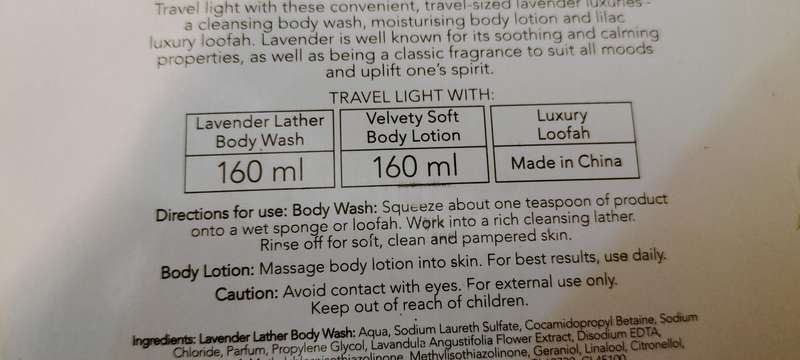 Travel light with these convenient, travel-sized lavender luxuries -
a cleansing body wash, moisturising body lotion and lilac
luxury loofah. Lavender is well known for its soothing and calming
properties, as well as being a classic fragrance to suit all moods
and uplift one's spirit.
TRAVEL LIGHT WITH:
Lavender Lather
Body Wash
160 ml
Velvety Soft
Body Lotion
160 ml
Luxury
Loofah
Made in China
Directions for use: Body Wash: Squeeze about one teaspoon of product
onto a wet sponge or loofah. Work into a rich cleansing lather.
Rinse off for soft, clean and pampered skin.
Body Lotion: Massage body lotion into skin. For best results, use daily.
Caution: Avoid contact with eyes. For external use only.
Keep out of reach of children.
Ingredients: Lavender Lather Body Wash: Aqua, Sodium Laureth Sulfate, Cocamidopropyl Betaine, Sodium
Chloride, Parfum, Propylene Glycol, Lavandula Angustifolia Flower Extract, Disodium EDTA,
Methylisothiazolinone, Geraniol, Linalool, Citronellol,